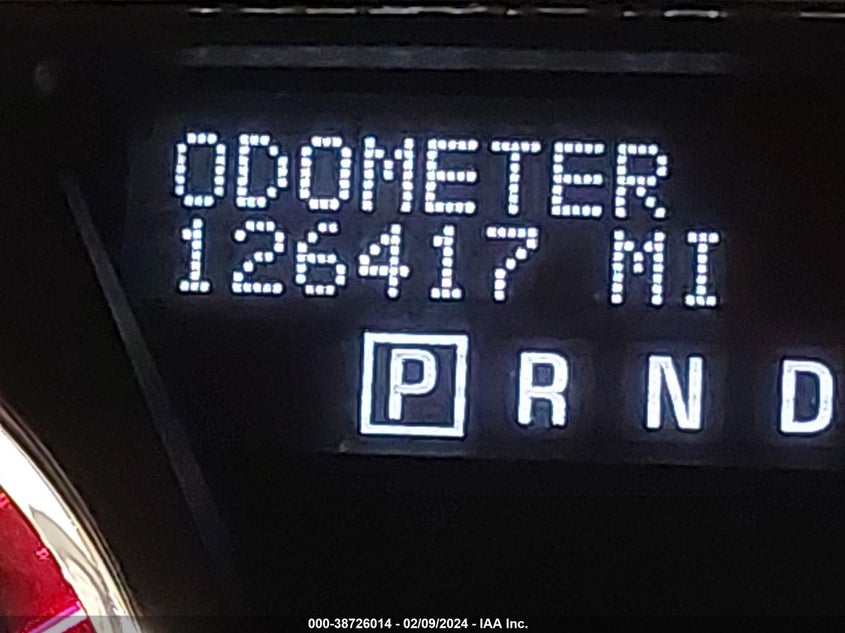 ODOMETER
126417 MI
P R N D
000-38726014 - 02/09/2024 - IAA Inc.